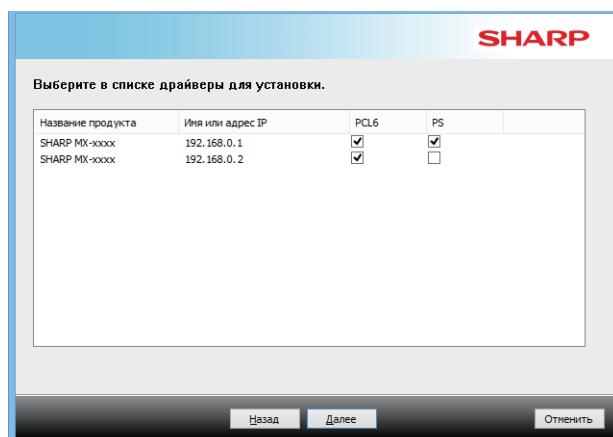 SHARP
Выберите в списке драйверы для установки.
Название продукта Имя или адрес IP PCL6 PS
SHARP MX-xxxx 192.168.0.1
SHARP MX-xxxx 192.168.0.2
Назад Далее Отменить